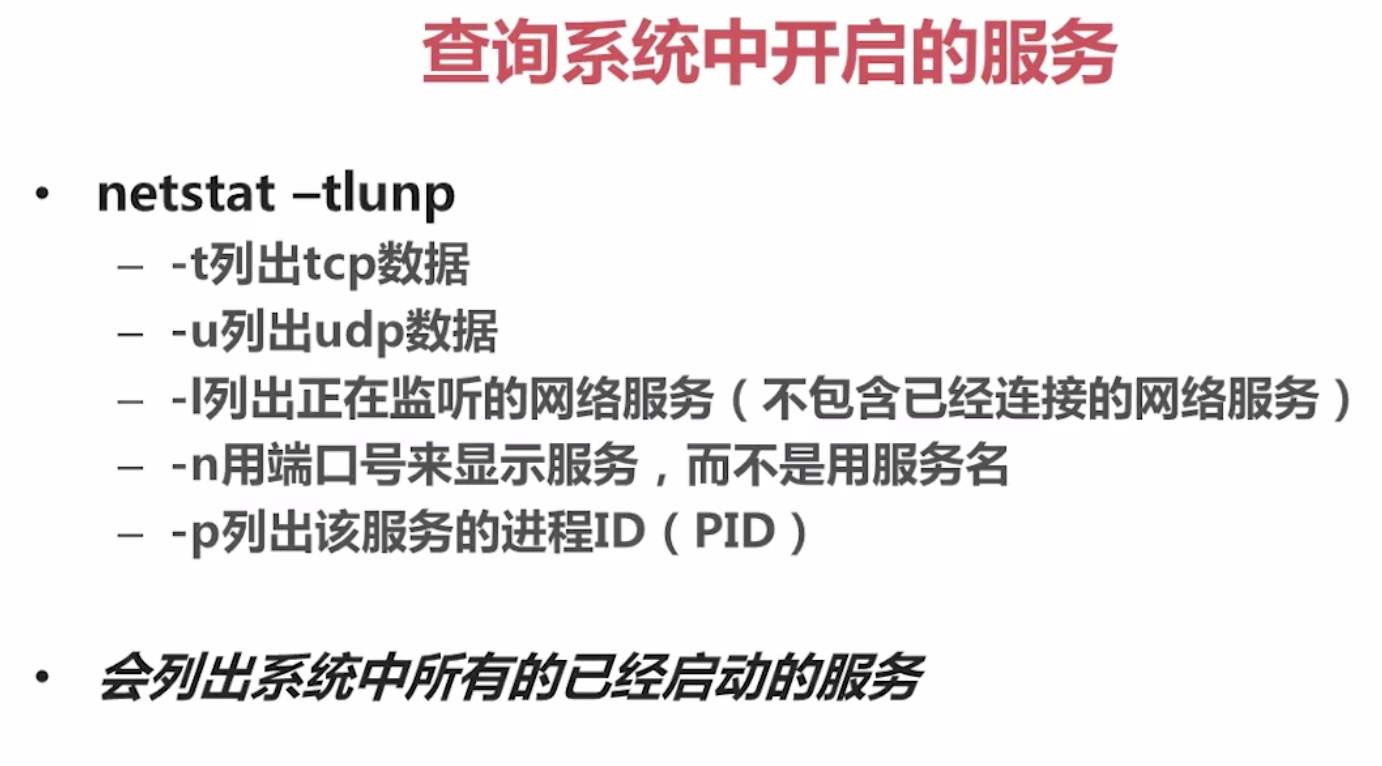 查询系统中开启的服务
• netstat –tlunp
– -t列出tcp数据
– -u列出udp数据
– -l列出正在监听的网络服务（不包含已经连接的网络服务）
– -n用端口号来显示服务，而不是用服务名
– -p列出该服务的进程ID（PID）
• 会列出系统中所有的已经启动的服务